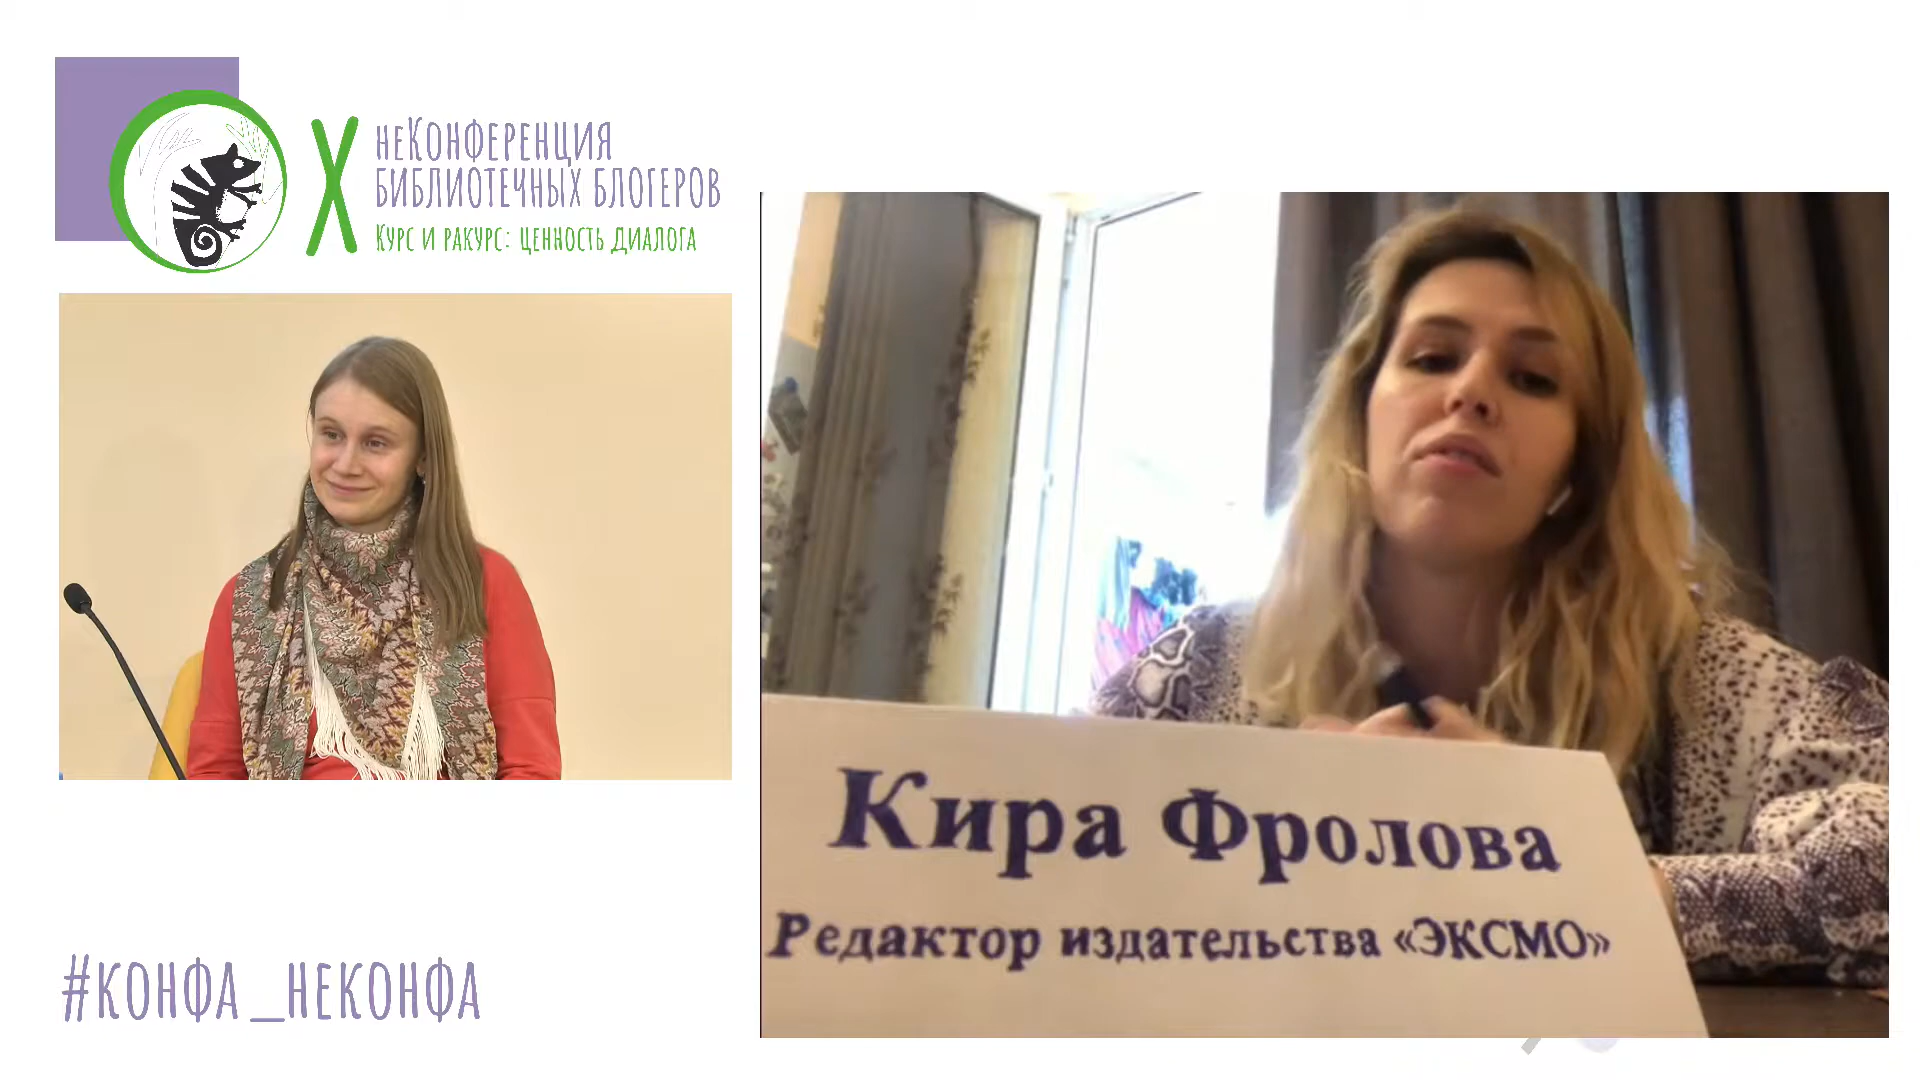 X
неКонференция
библиотечных блогеров
Курс и ракурс: ценность диалога
Кира Фролова
Редактор издательства «ЭКСМО»
#конфа_неконфа